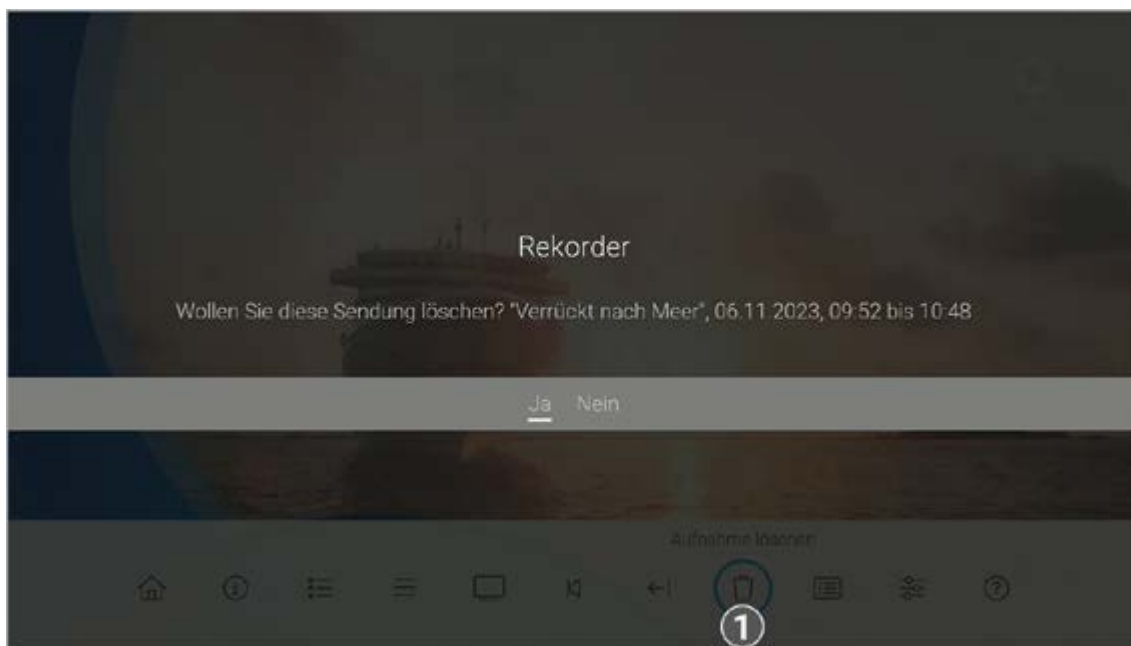 Rekorder
Wollen Sie diese Sendung löschen? "Verrückt nach Meer", 06.11.2023, 09:52 bis 10:48
Ja Nein
Aufnahme löschen
1